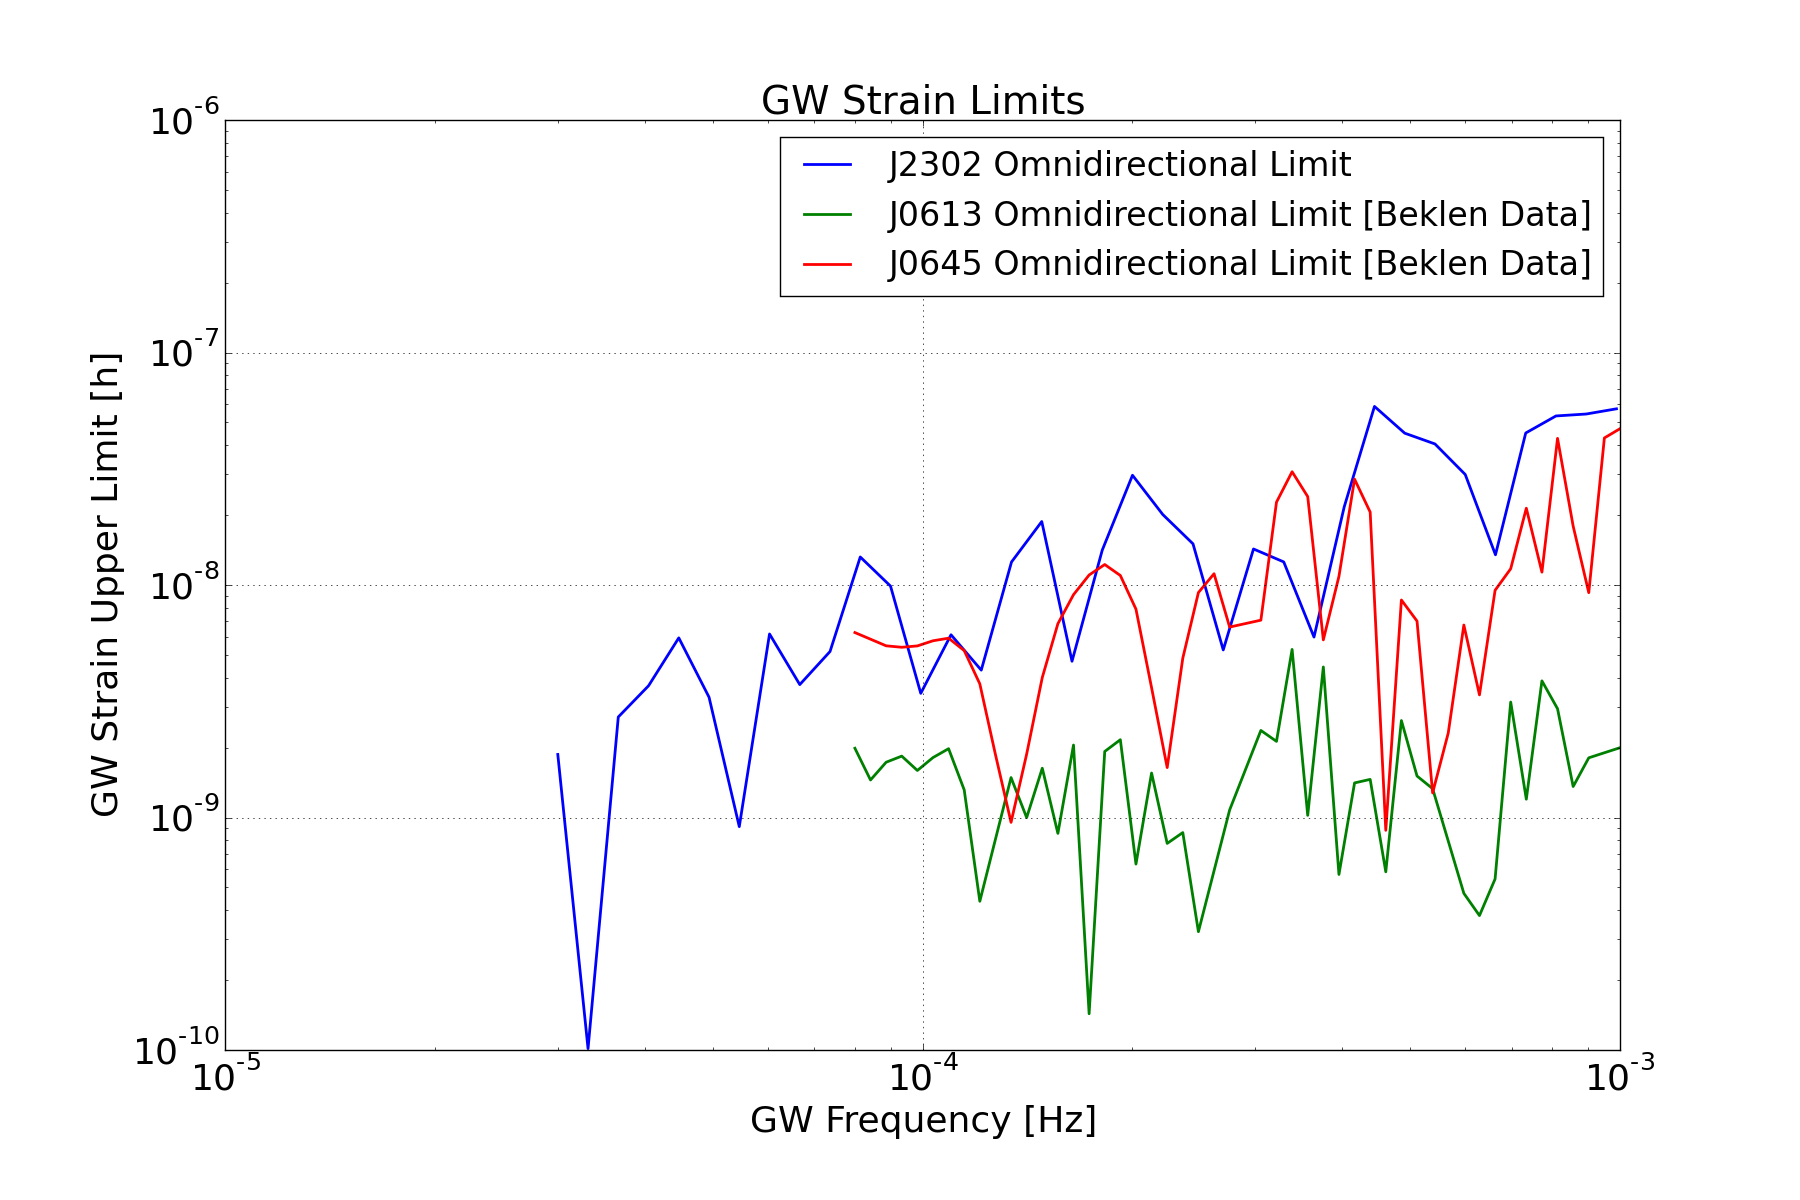 GW Strain Limits
J2302 Omnidirectional Limit
J0613 Omnidirectional Limit [Beklen Data]
J0645 Omnidirectional Limit [Beklen Data]
GW Strain Upper Limit [h]
10^-6
10^-7
10^-8
10^-9
10^-10
10^-5
10^-4
10^-3
GW Frequency [Hz]